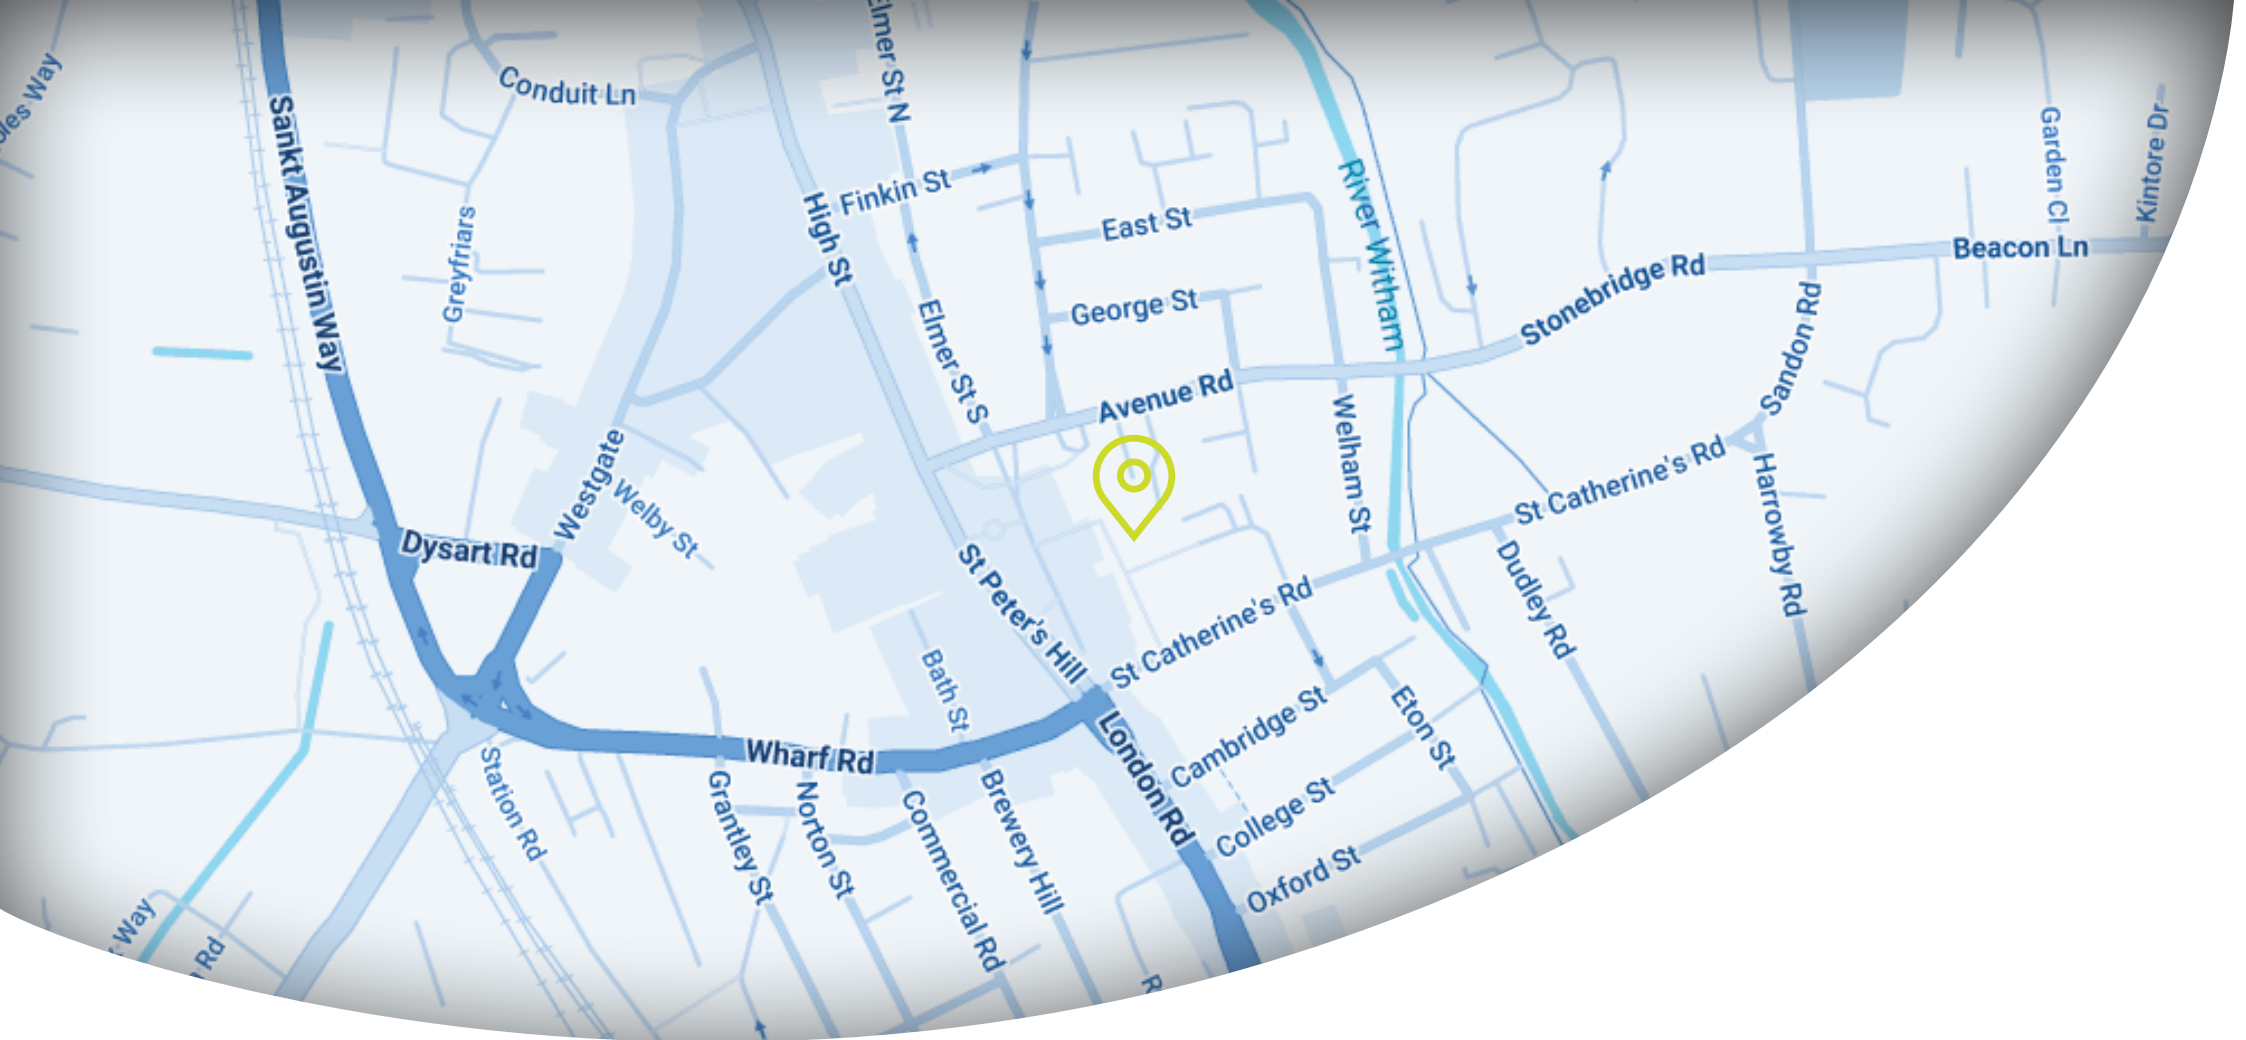 Elmer St N
Conduit Ln
Sankt Augustin Way
Garden Cl
Kintore Dr
Finkin St
High St
River Witham
East St
Greyfriars
Beacon Ln
Stonebridge Rd
George St
Elmer St S
Sandon Rd
Avenue Rd
Welham St
Westgate
Welby St
St Catherine's Rd
Harrowby Rd
Dysart Rd
St Peter's Hill
Dudley Rd
St Catherine's Rd
Bath St
Cambridge St
Eton St
London Rd
Wharf Rd
Station Rd
Grantley St
Norton St
Commercial Rd
Brewery Hill
College St
Oxford St
Way
Rd